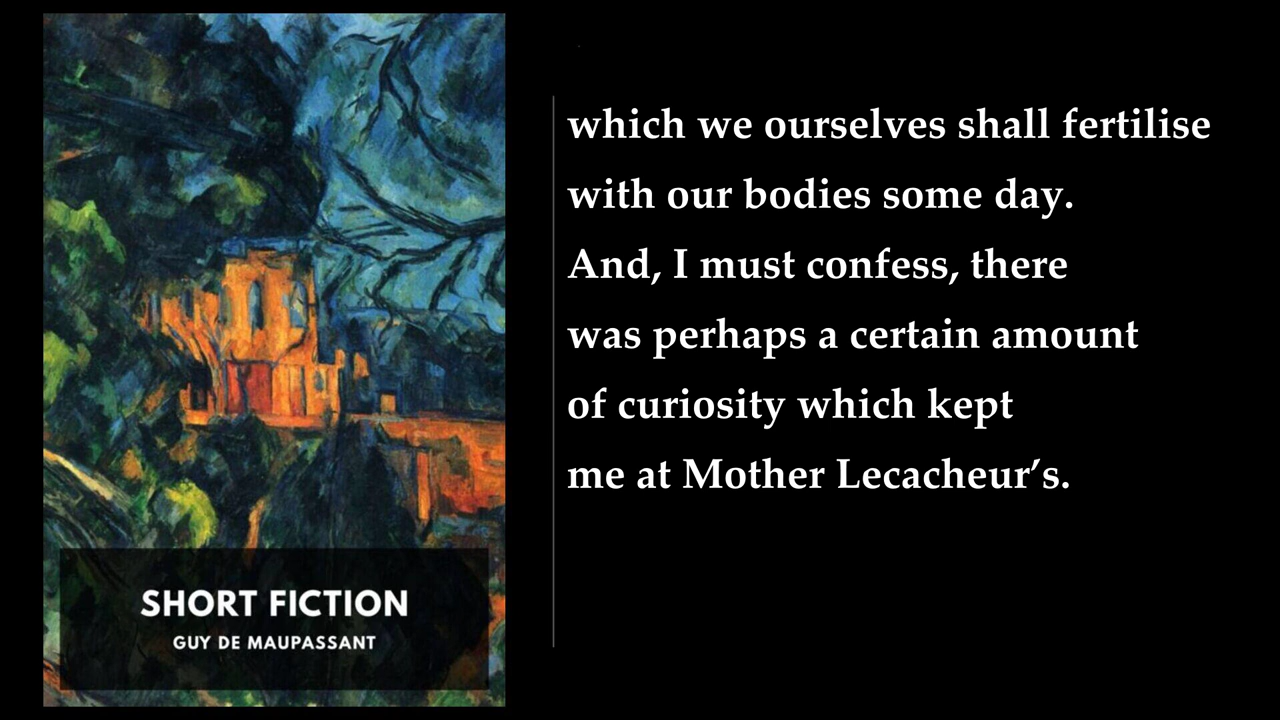 which we ourselves shall fertilise
with our bodies some day.
And, I must confess, there
was perhaps a certain amount
of curiosity which kept
me at Mother Lecacheur’s.
SHORT FICTION
GUY DE MAUPASSANT